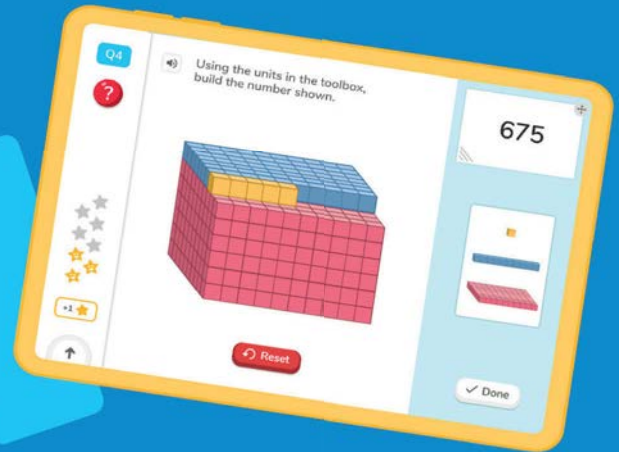 Q4
?
Using the units in the toolbox,
build the number shown.
675
+1
Reset
✓ Done